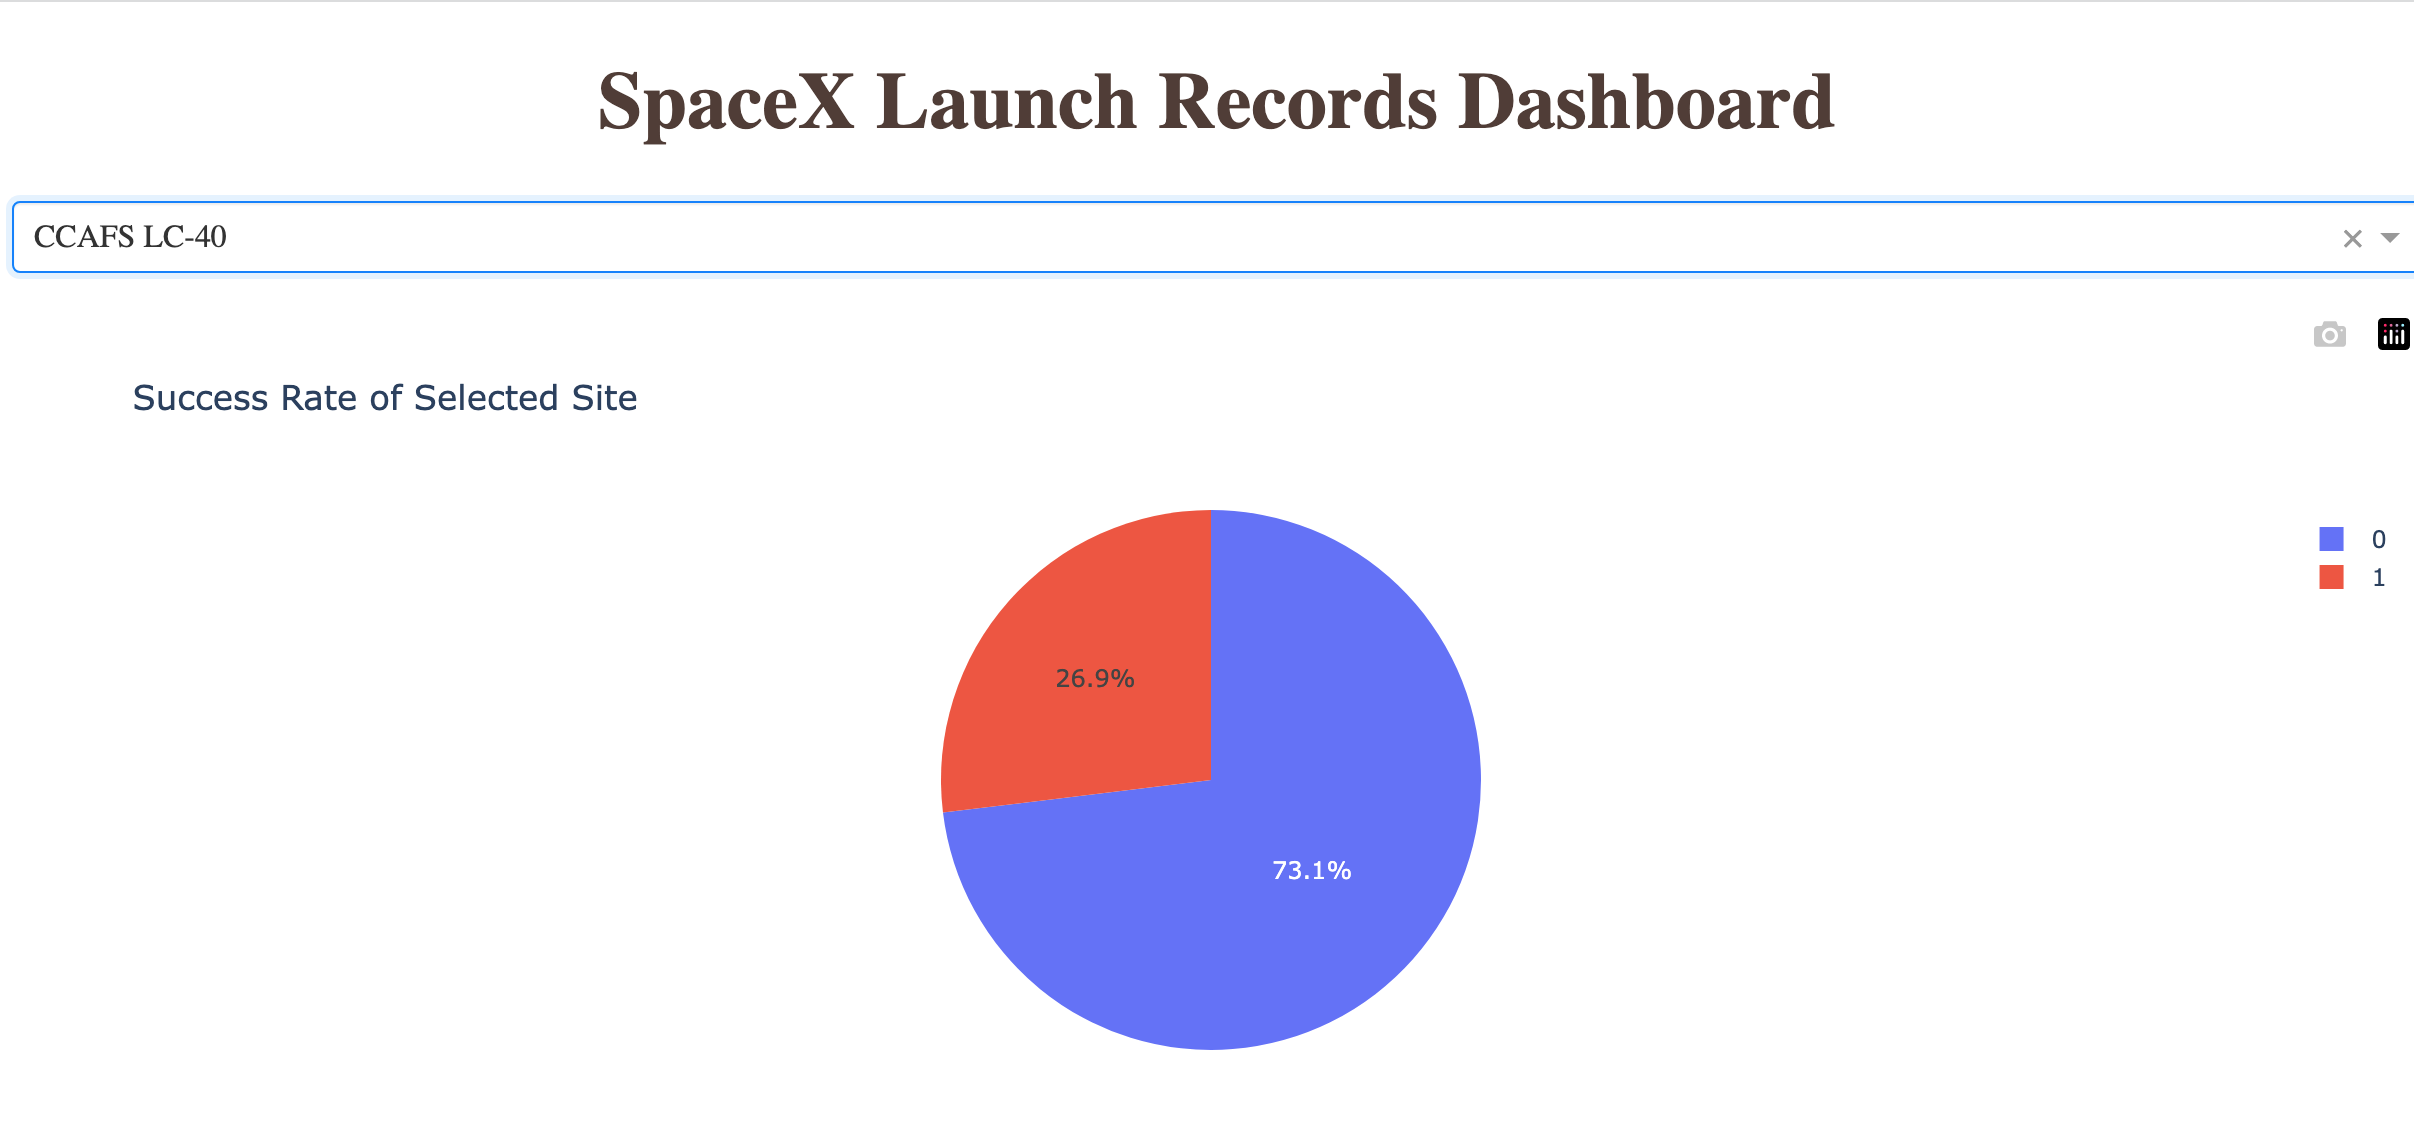 SpaceX Launch Records Dashboard
CCAFS LC-40
Success Rate of Selected Site
0
1
26.9%
73.1%